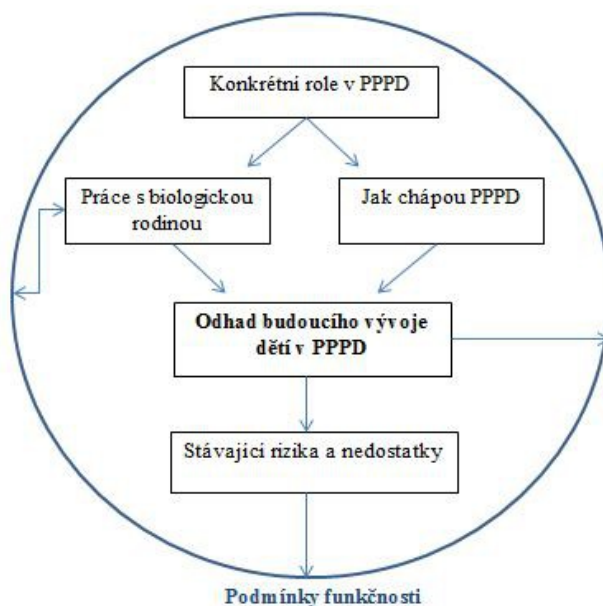 Konkrétní role v PPPD
Práce s biologickou
rodinou
Jak chápou PPPD
Odhad budoucího vývoje
dětí v PPPD
Stávající rizika a nedostatky
Podmínky funkčnosti